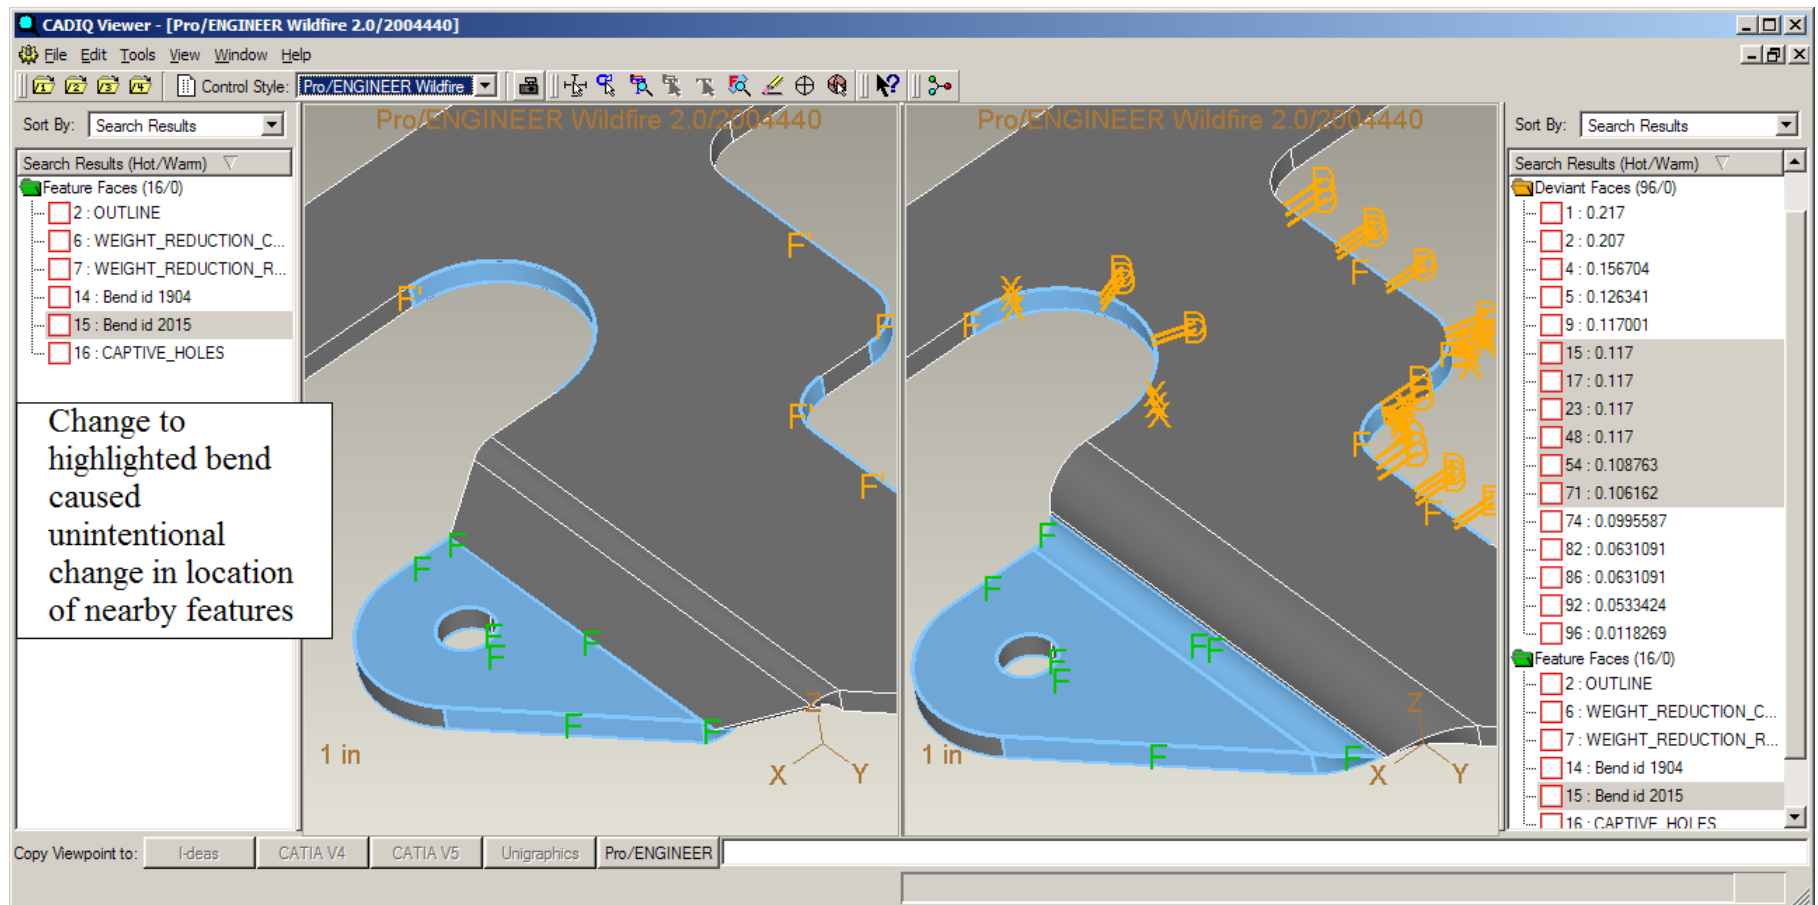 CADIQ Viewer - [Pro/ENGINEER Wildfire 2.0/2004440]
File Edit Tools View Window Help
Control Style: Pro/ENGINEER Wildfire
Sort By: Search Results
Search Results (Hot/Warm)
Feature Faces (16/0)
2 : OUTLINE
6 : WEIGHT_REDUCTION_C...
7 : WEIGHT_REDUCTION_R...
14 : Bend id 1904
15 : Bend id 2015
16 : CAPTIVE_HOLES
Change to
highlighted bend
caused
unintentional
change in location
of nearby features
Pro/ENGINEER Wildfire 2.0/2004440
F'
F'
F
F'
F'
F
F
F
F
F
F
F
1 in
Z
X
Y
Pro/ENGINEER Wildfire 2.0/2004440
F
F
F
F
F
F
F
F
F
F
F
F
F
1 in
Z
X
Y
Sort By: Search Results
Search Results (Hot/Warm)
Deviant Faces (96/0)
1 : 0.217
2 : 0.207
4 : 0.156704
5 : 0.126341
9 : 0.117001
15 : 0.117
17 : 0.117
23 : 0.117
48 : 0.117
54 : 0.108763
71 : 0.106162
74 : 0.0995587
82 : 0.0631091
86 : 0.0631091
92 : 0.0533424
96 : 0.0118269
Feature Faces (16/0)
2 : OUTLINE
6 : WEIGHT_REDUCTION_C...
7 : WEIGHT_REDUCTION_R...
14 : Bend id 1904
15 : Bend id 2015
16 : CAPTIVE_HOLES
Copy Viewpoint to: I-deas CATIA V4 CATIA V5 Unigraphics Pro/ENGINEER